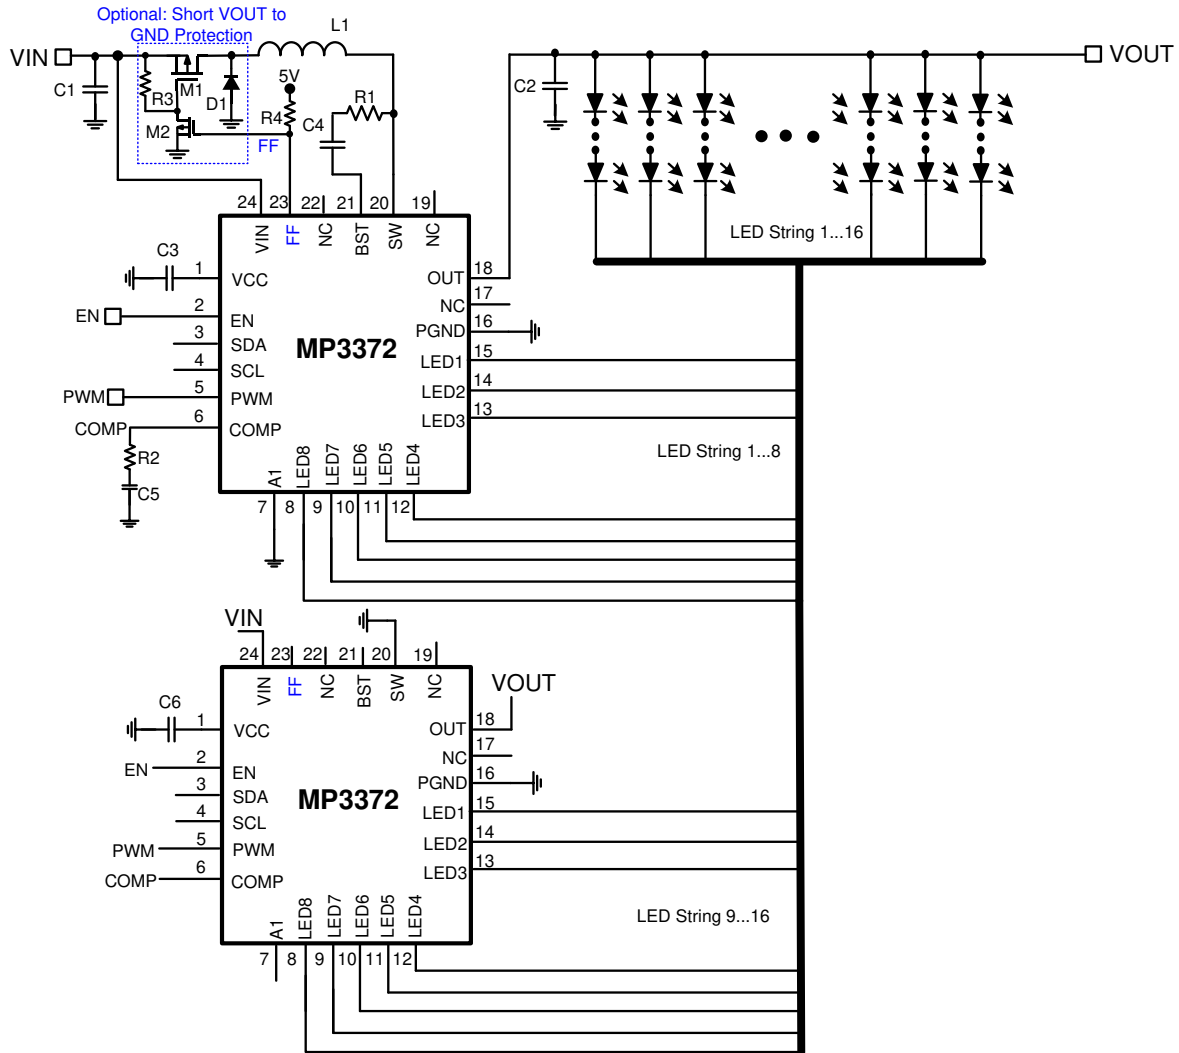 Optional: Short VOUT to
GND Protection
L1
VIN
VOUT
C1
R3
M1
D1
5V
R4
R1
C4
C2
M2
FF
24
23
22
21
20
19
VIN
FF
NC
BST
SW
NC
LED String 1...16
C3
1
VCC
OUT
18
EN
2
EN
NC
17
3
SDA
PGND
16
4
SCL
MP3372
LED1
15
PWM
5
PWM
LED2
14
COMP
6
COMP
LED3
13
R2
C5
A1
LED8
LED7
LED6
LED5
LED4
LED String 1...8
7
8
9
10
11
12
VIN
24
23
22
21
20
19
VIN
FF
NC
BST
SW
NC
VOUT
C6
1
VCC
OUT
18
EN
2
EN
NC
17
3
SDA
PGND
16
4
SCL
MP3372
LED1
15
PWM
5
PWM
LED2
14
COMP
6
COMP
LED3
13
A1
LED8
LED7
LED6
LED5
LED4
LED String 9...16
7
8
9
10
11
12